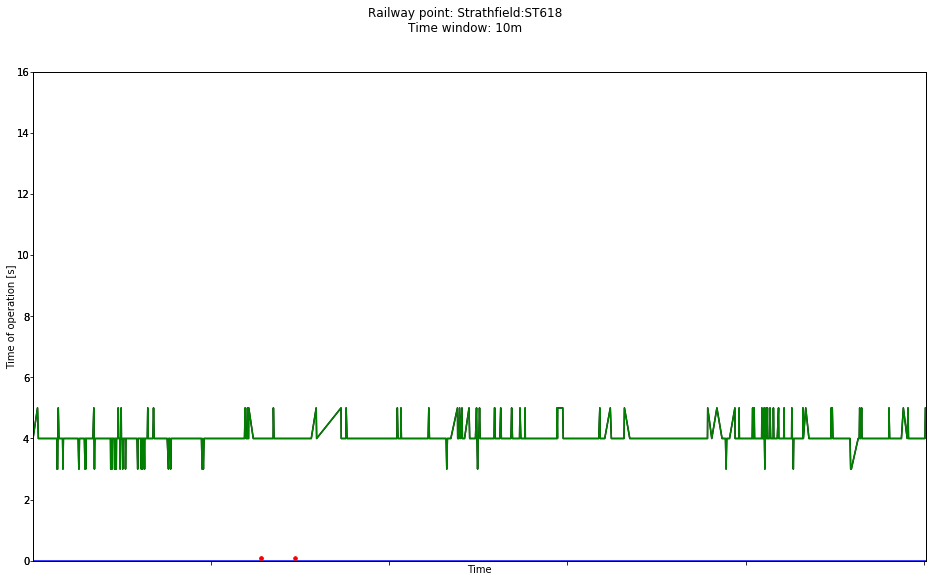 Railway point: Strathfield:ST618
Time window: 10m
16
14
12
10
8
6
4
2
0
Time of operation [s]
Time